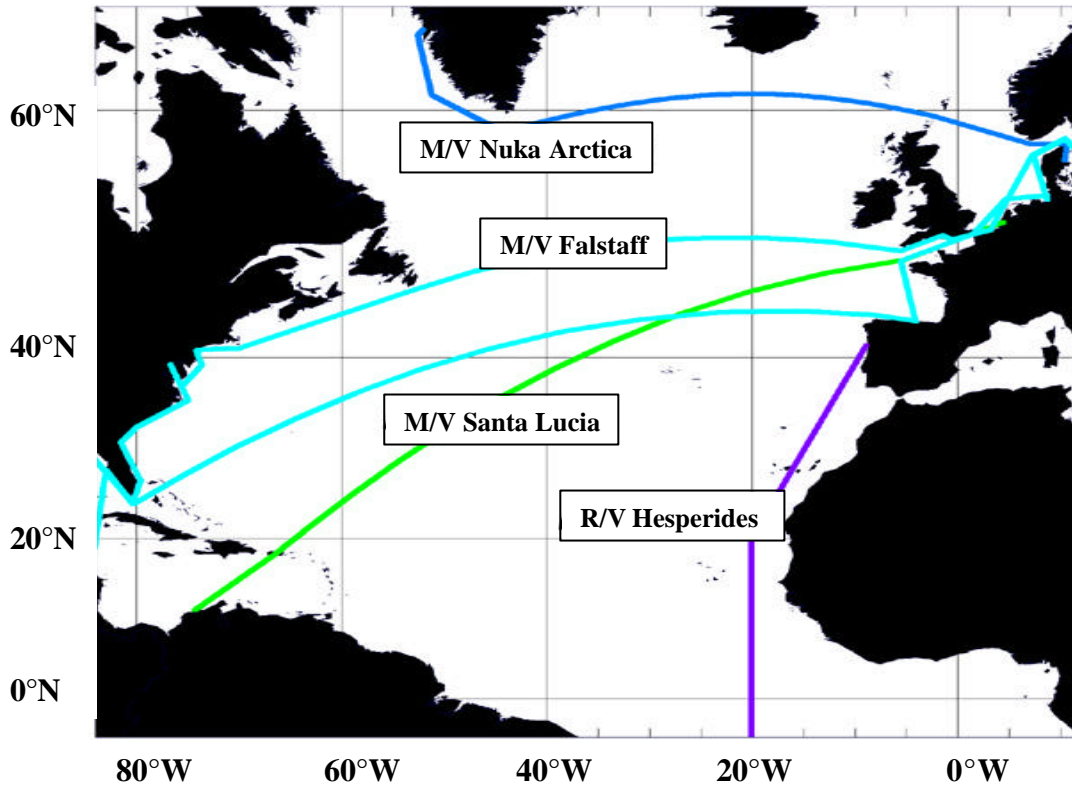 60°N
M/V Nuka Arctica
M/V Falstaff
40°N
M/V Santa Lucia
R/V Hesperides
20°N
0°N
80°W 60°W 40°W 20°W 0°W